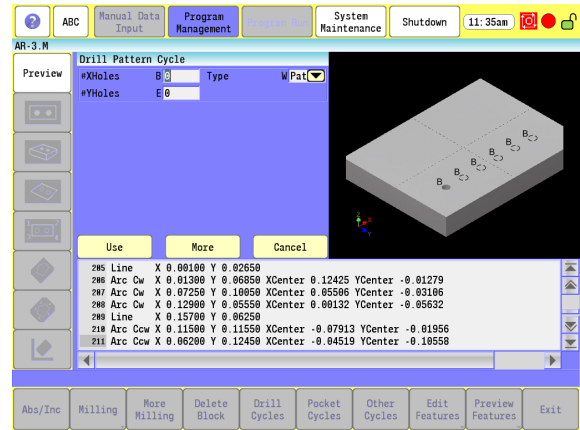 ?
ABC
Manual Data Input
Program Management
Program Run
System Maintenance
Shutdown
11:35am
AR-3.M
Preview
Drill Pattern Cycle
#XHoles B 0 Type W Pat
#YHoles E 0
B B B B B
Z X Y
Use More Cancel
205 Line X 0.00100 Y 0.02650
206 Arc Cw X 0.01300 Y 0.06850 XCenter 0.12425 YCenter -0.01279
207 Arc Cw X 0.07250 Y 0.10050 XCenter 0.05506 YCenter -0.03106
208 Arc Cw X 0.12900 Y 0.05550 XCenter 0.00132 YCenter -0.05632
209 Line X 0.15700 Y 0.06250
210 Arc Ccw X 0.11500 Y 0.11550 XCenter -0.07913 YCenter -0.01956
211 Arc Ccw X 0.06200 Y 0.12450 XCenter -0.04519 YCenter -0.10558
Abs/Inc
Milling
More Milling
Delete Block
Drill Cycles
Pocket Cycles
Other Cycles
Edit Features
Preview Features
Exit